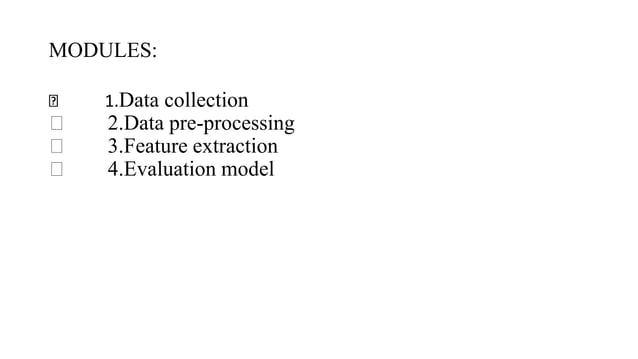 MODULES:
1.Data collection
2.Data pre-processing
3.Feature extraction
4.Evaluation model